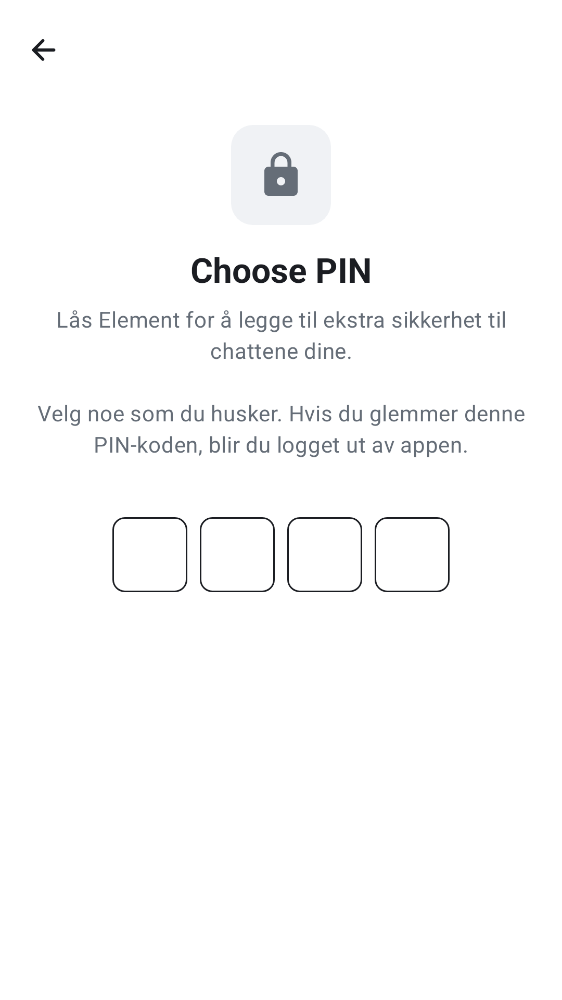 Choose PIN
Lås Element for å legge til ekstra sikkerhet til
chattene dine.
Velg noe som du husker. Hvis du glemmer denne
PIN-koden, blir du logget ut av appen.